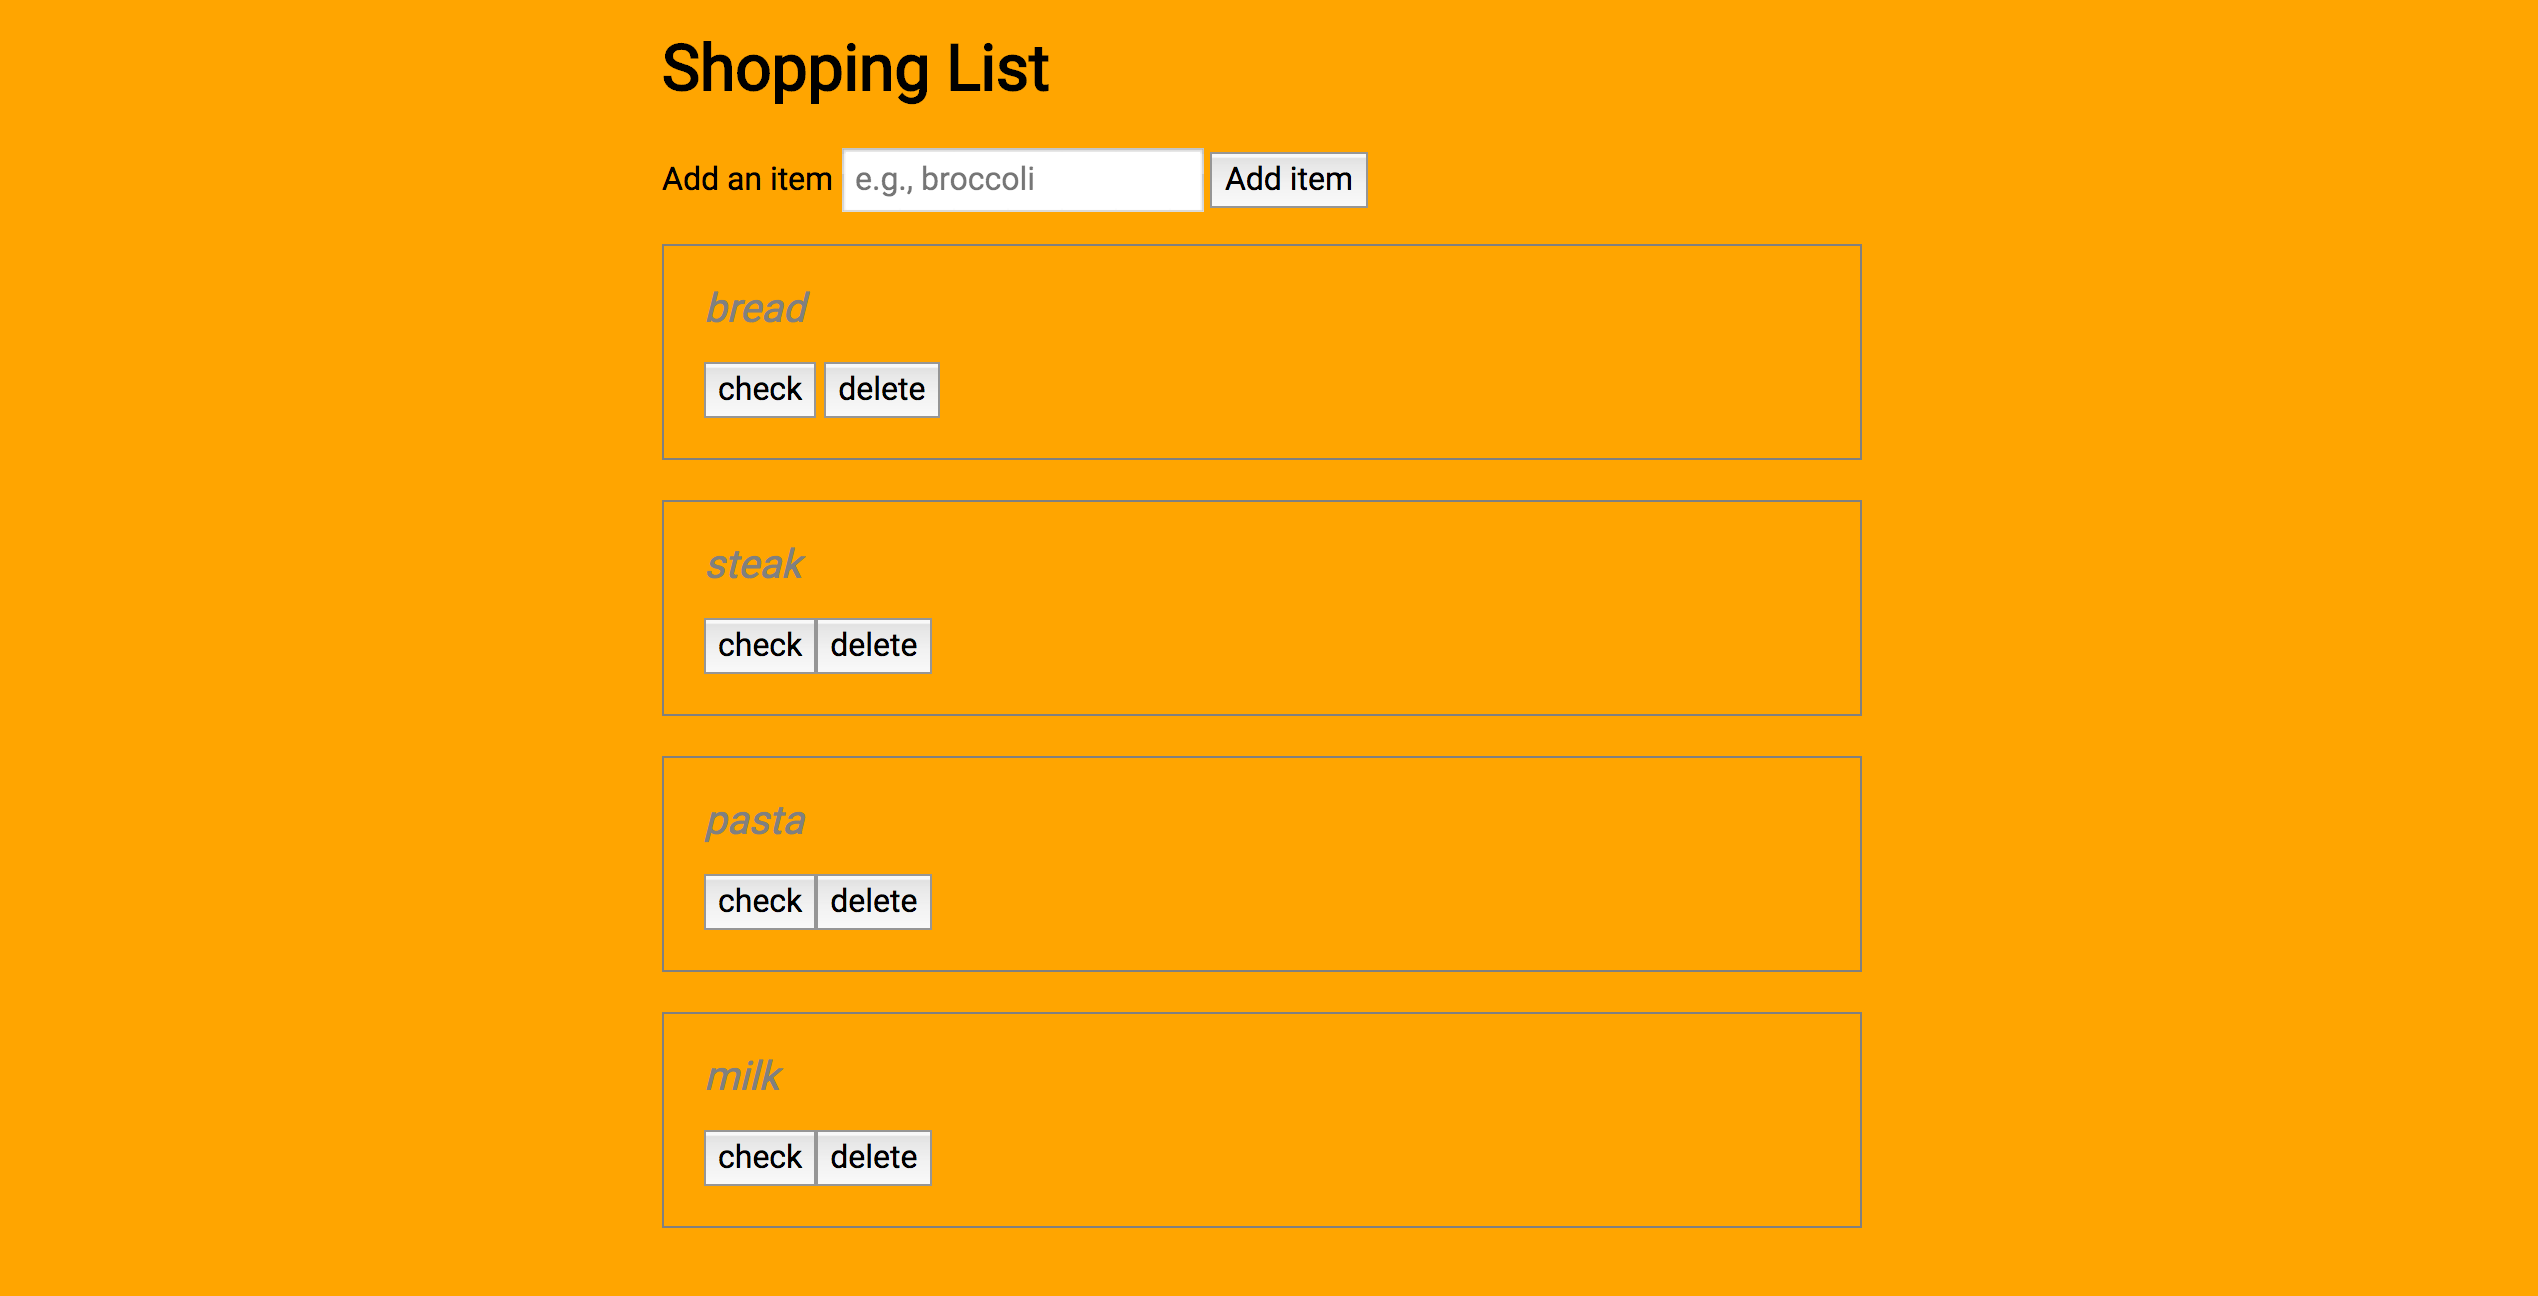 Shopping List
Add an item e.g., broccoli Add item
bread
check delete
steak
check delete
pasta
check delete
milk
check delete